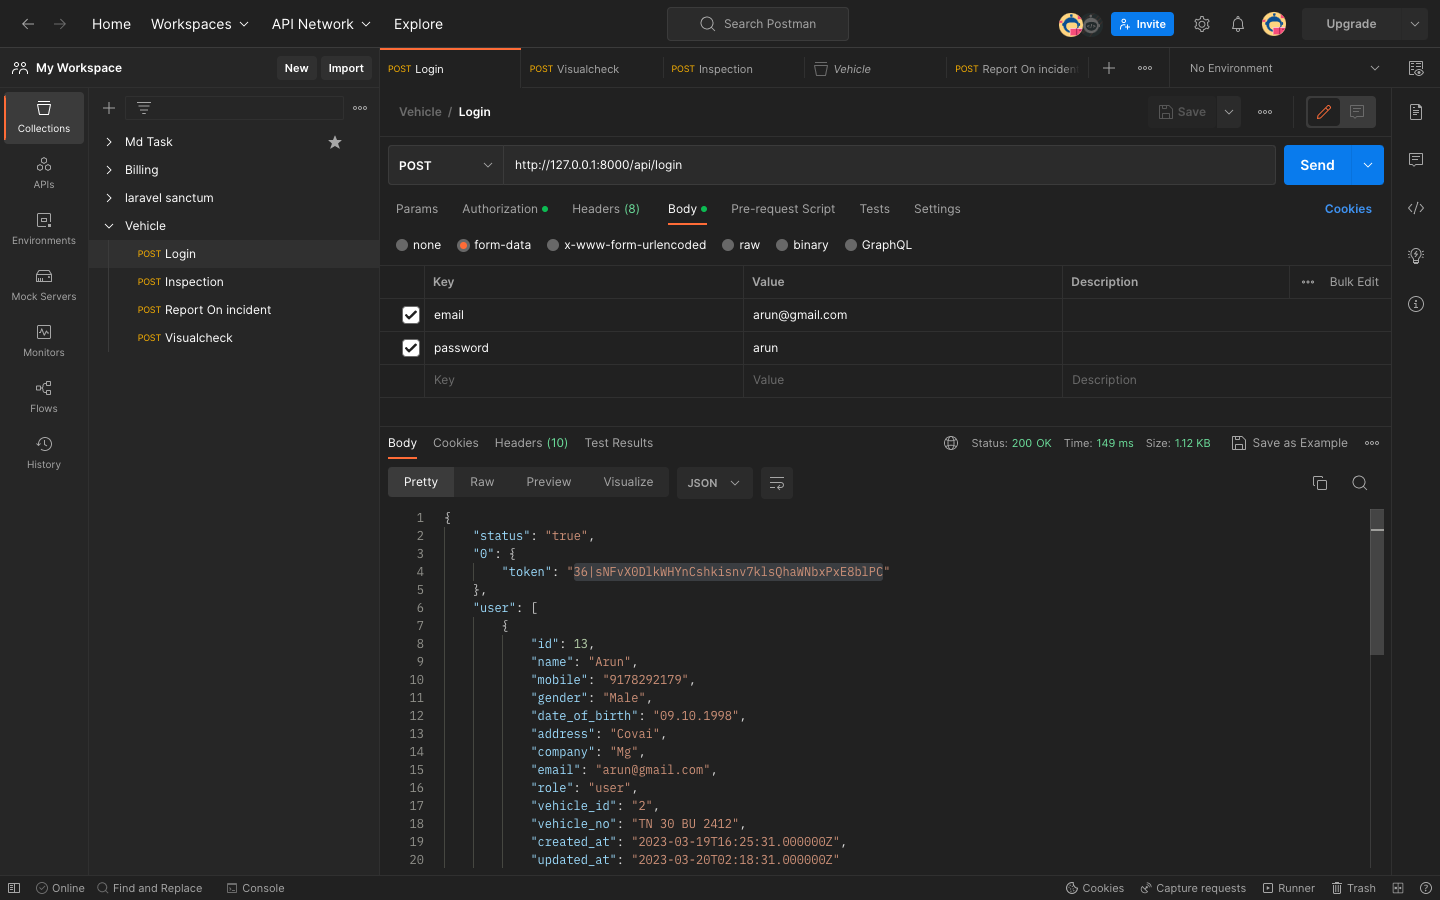 Home Workspaces API Network Explore Search Postman Invite Upgrade
My Workspace New Import POST Login POST Visualcheck POST Inspection Vehicle POST Report On inciden No Environment
Collections
APIs
Environments
Mock Servers
Monitors
Flows
History
Md Task
Billing
laravel sanctum
Vehicle
POST Login
POST Inspection
POST Report On incident
POST Visualcheck
Vehicle / Login Save
POST http://127.0.0.1:8000/api/login Send
Params Authorization Headers (8) Body Pre-request Script Tests Settings Cookies
none form-data x-www-form-urlencoded raw binary GraphQL
Key Value Description Bulk Edit
email arun@gmail.com
password arun
Key Value Description
Body Cookies Headers (10) Test Results Status: 200 OK Time: 149 ms Size: 1.12 KB Save as Example
Pretty Raw Preview Visualize JSON
1 {
2 "status": "true",
3 "0": {
4 "token": "36|sNFvX0DlkWHYnCshkisnv7klsQhaWNbxPxE8blPC"
5 },
6 "user": [
7 {
8 "id": 13,
9 "name": "Arun",
10 "mobile": "9178292179",
11 "gender": "Male",
12 "date_of_birth": "09.10.1998",
13 "address": "Covai",
14 "company": "Mg",
15 "email": "arun@gmail.com",
16 "role": "user",
17 "vehicle_id": "2",
18 "vehicle_no": "TN 30 BU 2412",
19 "created_at": "2023-03-19T16:25:31.000000Z",
20 "updated_at": "2023-03-20T02:18:31.000000Z"
Online Find and Replace Console Cookies Capture requests Runner Trash